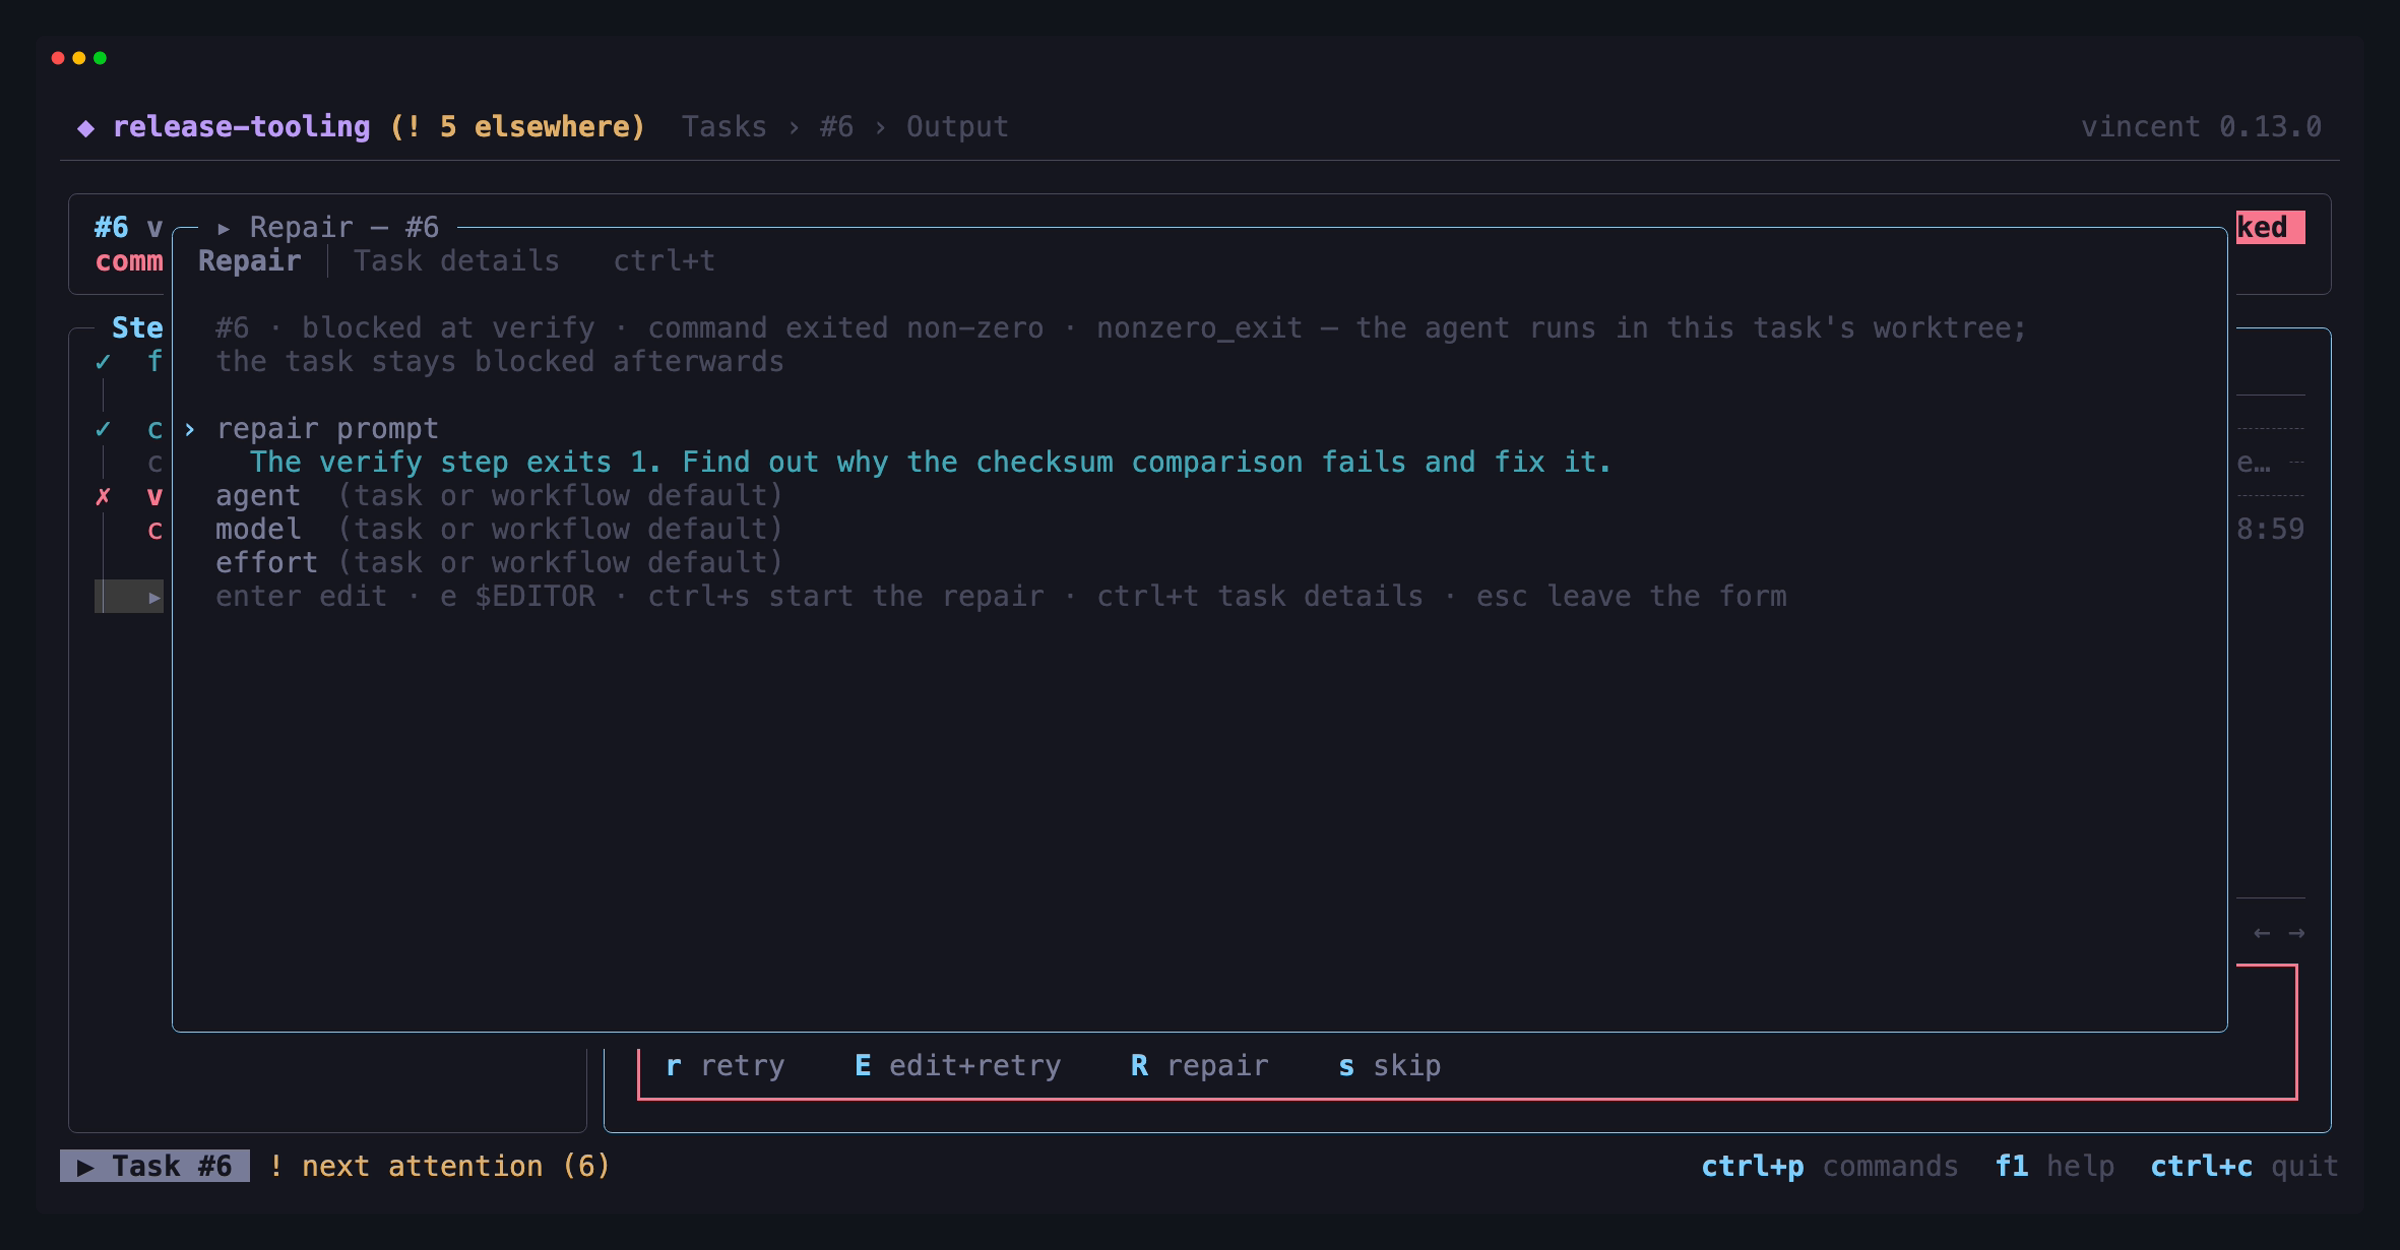 ◆ release-tooling (! 5 elsewhere) Tasks › #6 › Output vincent 0.13.0
#6 v ▸ Repair — #6 ked
comm Repair │ Task details ctrl+t
Ste #6 · blocked at verify · command exited non-zero · nonzero_exit — the agent runs in this task's worktree;
✓ f the task stays blocked afterwards
✓ c › repair prompt
c The verify step exits 1. Find out why the checksum comparison fails and fix it. e…
✗ v agent (task or workflow default)
c model (task or workflow default) 8:59
effort (task or workflow default)
▸ enter edit · e $EDITOR · ctrl+s start the repair · ctrl+t task details · esc leave the form
← →
r retry E edit+retry R repair s skip
▶ Task #6 ! next attention (6) ctrl+p commands f1 help ctrl+c quit